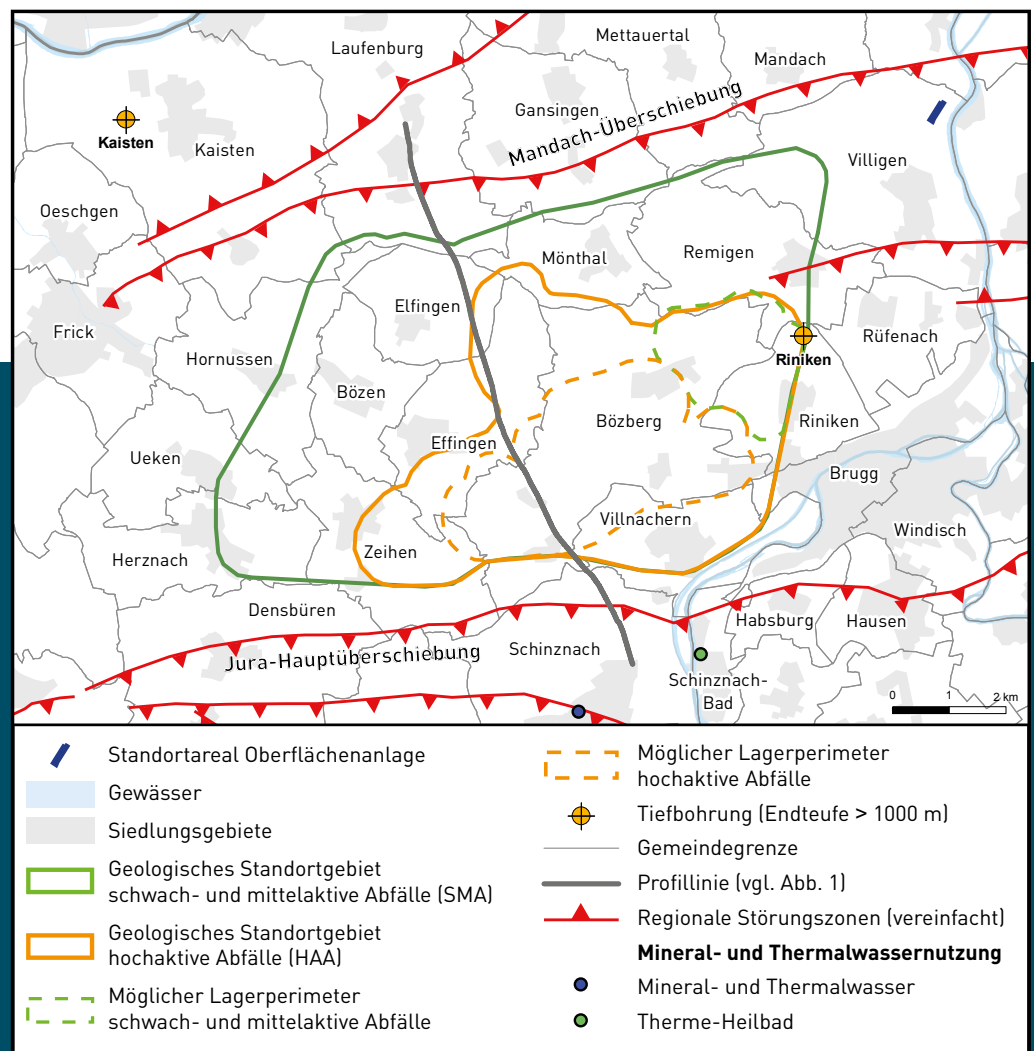 Laufenburg
Mettauertal
Mandach
Gansingen
Mandach-Überschiebung
Kaisten
Kaisten
Villigen
Oeschgen
Mönthal
Remigen
Elfingen
Frick
Hornussen
Riniken
Rüfenach
Bözen
Bözberg
Riniken
Effingen
Ueken
Brugg
Villnachern
Windisch
Herznach
Zeihen
Densbüren
Habsburg
Hausen
Jura-Hauptüberschiebung
Schinznach
Schinznach-
Bad
0 1 2 km
Standortareal Oberflächenanlage
Gewässer
Siedlungsgebiete
Geologisches Standortgebiet
schwach- und mittelaktive Abfälle (SMA)
Geologisches Standortgebiet
hochaktive Abfälle (HAA)
Möglicher Lagerperimeter
schwach- und mittelaktive Abfälle
Möglicher Lagerperimeter
hochaktive Abfälle
Tiefbohrung (Endteufe > 1000 m)
Gemeindegrenze
Profillinie (vgl. Abb. 1)
Regionale Störungszonen (vereinfacht)
Mineral- und Thermalwassernutzung
Mineral- und Thermalwasser
Therme-Heilbad